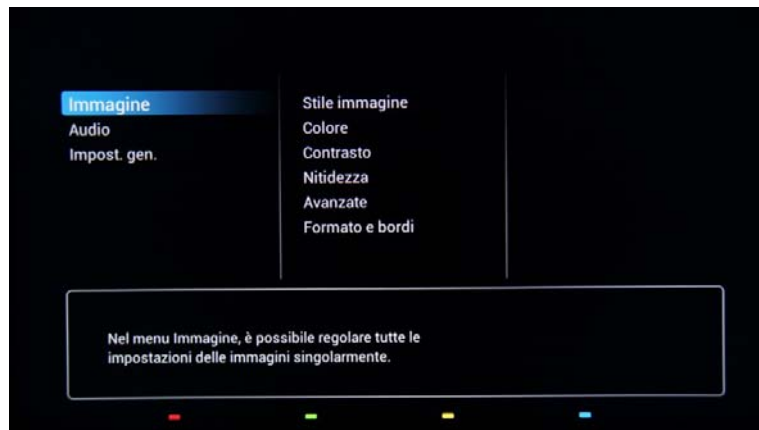 Immagine
Audio
Impost. gen.
Stile immagine
Colore
Contrasto
Nitidezza
Avanzate
Formato e bordi
Nel menu Immagine, è possibile regolare tutte le
impostazioni delle immagini singolarmente.